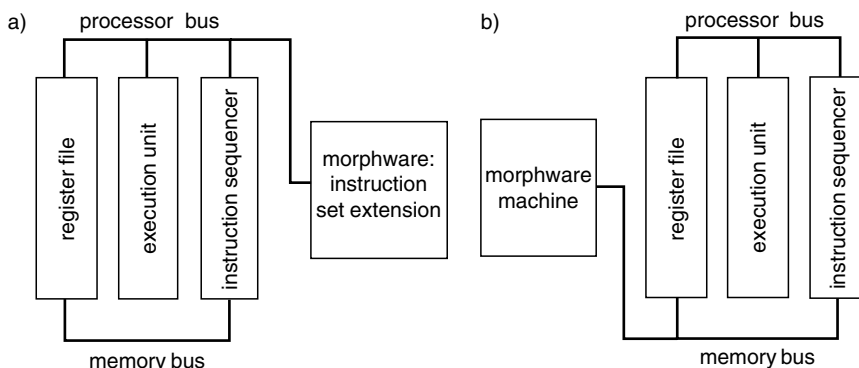 a)
processor bus
register file
execution unit
instruction sequencer
morphware:
instruction
set extension
memory bus
b)
processor bus
morphware
machine
register file
execution unit
instruction sequencer
memory bus